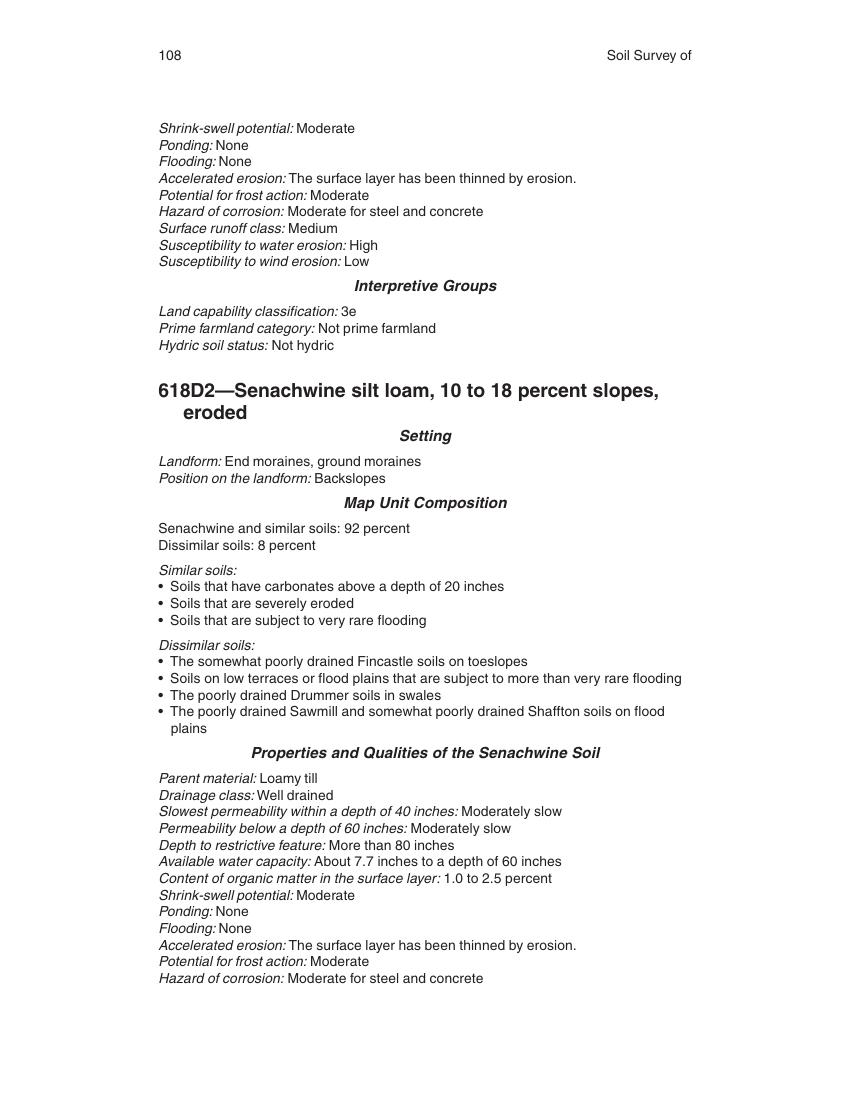 108
Soil Survey of
Shrink-swell potential: Moderate
Ponding: None
Flooding: None
Accelerated erosion: The surface layer has been thinned by erosion.
Potential for frost action: Moderate
Hazard of corrosion: Moderate for steel and concrete
Surface runoff class: Medium
Susceptibility to water erosion: High
Susceptibility to wind erosion: Low
Interpretive Groups
Land capability classification: 3e
Prime farmland category: Not prime farmland
Hydric soil status: Not hydric
618D2—Senachwine silt loam, 10 to 18 percent slopes,
eroded
Setting
Landform: End moraines, ground moraines
Position on the landform: Backslopes
Map Unit Composition
Senachwine and similar soils: 92 percent
Dissimilar soils: 8 percent
Similar soils:
• Soils that have carbonates above a depth of 20 inches
• Soils that are severely eroded
• Soils that are subject to very rare flooding
Dissimilar soils:
• The somewhat poorly drained Fincastle soils on toeslopes
• Soils on low terraces or flood plains that are subject to more than very rare flooding
• The poorly drained Drummer soils in swales
• The poorly drained Sawmill and somewhat poorly drained Shaffton soils on flood
plains
Properties and Qualities of the Senachwine Soil
Parent material: Loamy till
Drainage class: Well drained
Slowest permeability within a depth of 40 inches: Moderately slow
Permeability below a depth of 60 inches: Moderately slow
Depth to restrictive feature: More than 80 inches
Available water capacity: About 7.7 inches to a depth of 60 inches
Content of organic matter in the surface layer: 1.0 to 2.5 percent
Shrink-swell potential: Moderate
Ponding: None
Flooding: None
Accelerated erosion: The surface layer has been thinned by erosion.
Potential for frost action: Moderate
Hazard of corrosion: Moderate for steel and concrete